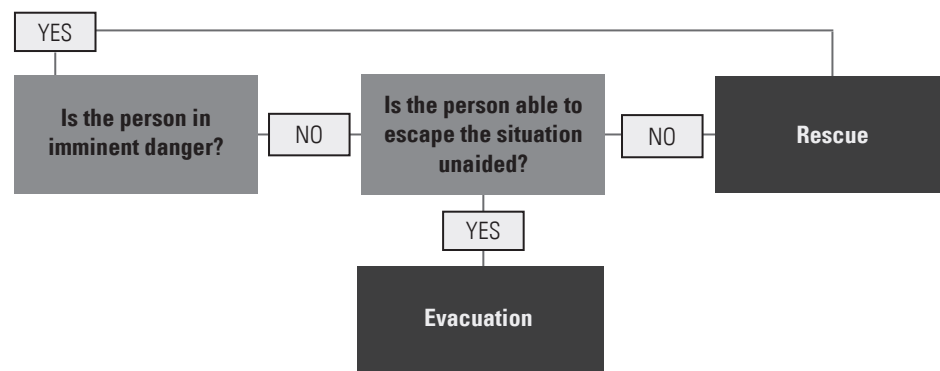 YES
Is the person in
imminent danger?
NO
Is the person able to
escape the situation
unaided?
NO
Rescue
YES
Evacuation